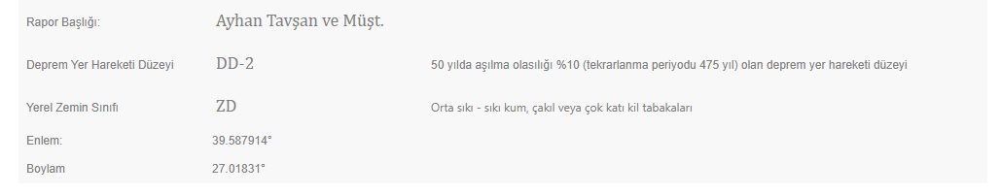 Rapor Başlığı: Ayhan Tavşan ve Müşt.
Deprem Yer Hareketi Düzeyi DD-2 50 yılda aşılma olasılığı %10 (tekrarlanma periyodu 475 yıl) olan deprem yer hareketi düzeyi
Yerel Zemin Sınıfı ZD Orta sıkı - sıkı kum, çakıl veya çok katı kil tabakaları
Enlem: 39.587914°
Boylam 27.01831°